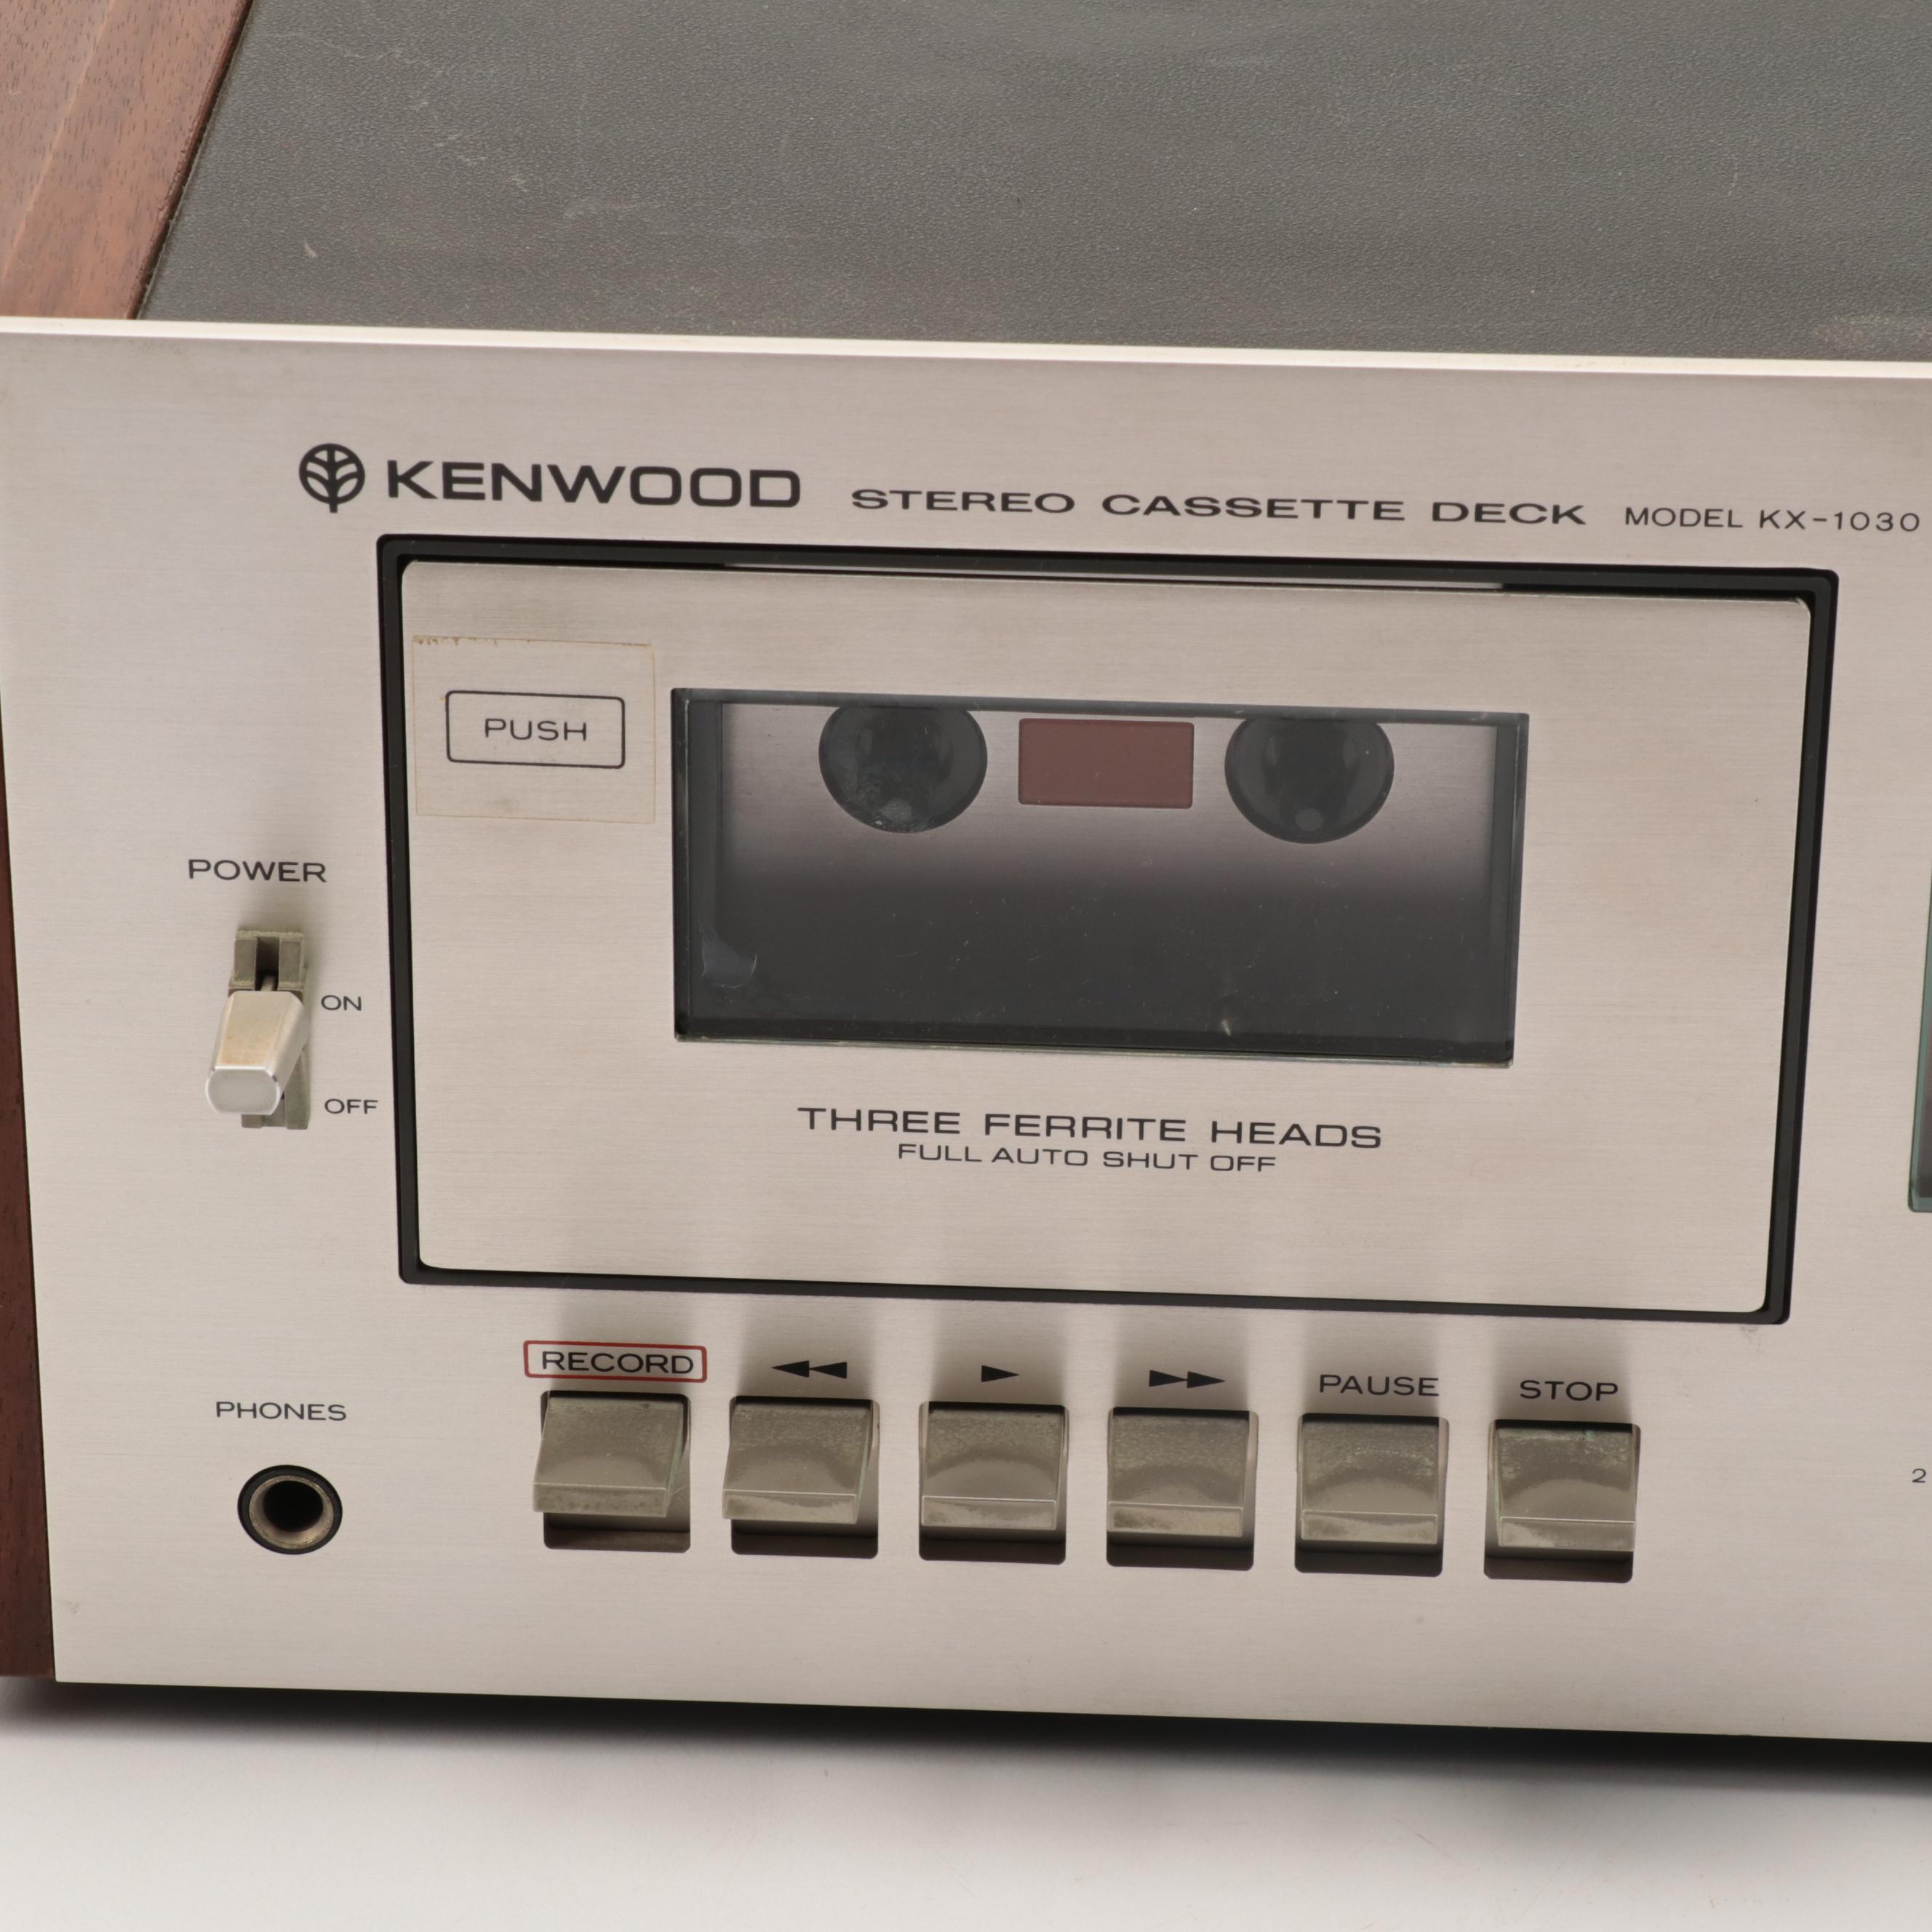 KENWOOD STEREO CASSETTE DECK MODEL KX-1030
PUSH
POWER
ON
OFF
THREE FERRITE HEADS
FULL AUTO SHUT OFF
RECORD PAUSE STOP
PHONES
2